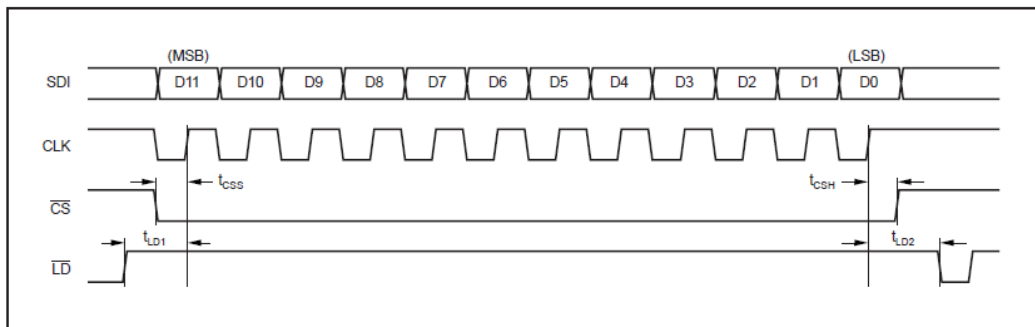 (MSB) (LSB)
SDI D11 D10 D9 D8 D7 D6 D5 D4 D3 D2 D1 D0
CLK
tCSS tCSH
CS
tLD1 tLD2
LD